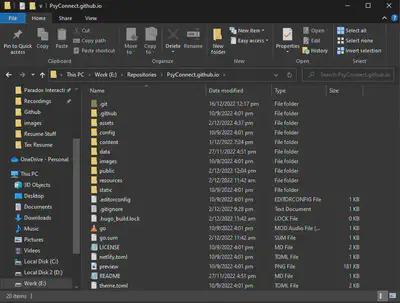 PsyConnect.github.io
File Home Share View
Pin to Quick access
Copy
Paste
Clipboard
Move to
Copy to
Delete
Rename
Organise
New folder
New item
Easy access
New
Properties
Open
Edit
History
Open
Select all
Select none
Invert selection
Select
This PC > Work (E:) > Repositories > PsyConnect.github.io
Search PsyConnect.github.io
Name Date modified Type Size
.git 16/12/2022 12:17 pm File folder
.github 10/9/2022 4:01 pm File folder
assets 2/12/2022 4:37 pm File folder
config 10/9/2022 4:01 pm File folder
content 1/12/2022 7:24 pm File folder
data 27/11/2022 4:51 pm File folder
images 10/9/2022 4:01 pm File folder
public 2/12/2022 12:04 pm File folder
resources 2/12/2022 11:42 am File folder
static 10/9/2022 4:01 pm File folder
.editorconfig 10/9/2022 4:01 pm EDITORCONFIG File 1 KB
.gitignore 2/12/2022 9:28 pm Text Document 1 KB
.hugo_build.lock 2/12/2022 11:42 am LOCK File 0 KB
go 10/9/2022 4:01 pm MOD Audio File 1 KB
go.sum 2/12/2022 11:42 am SUM File 1 KB
LICENSE 10/9/2022 4:01 pm MD File 2 KB
netlify.toml 10/9/2022 4:01 pm TOML File 1 KB
preview 10/9/2022 4:01 pm PNG File 181 KB
README 27/11/2022 4:51 pm MD File 2 KB
theme.toml 10/9/2022 4:01 pm TOML File 1 KB
Paradox Interacti
Recordings
Github
images
Resume Stuff
Tex Resume
OneDrive - Personal
This PC
3D Objects
Desktop
Documents
Downloads
Music
Pictures
Videos
Local Disk (C:)
Local Disk 2 (D:)
Work (E:)
20 items